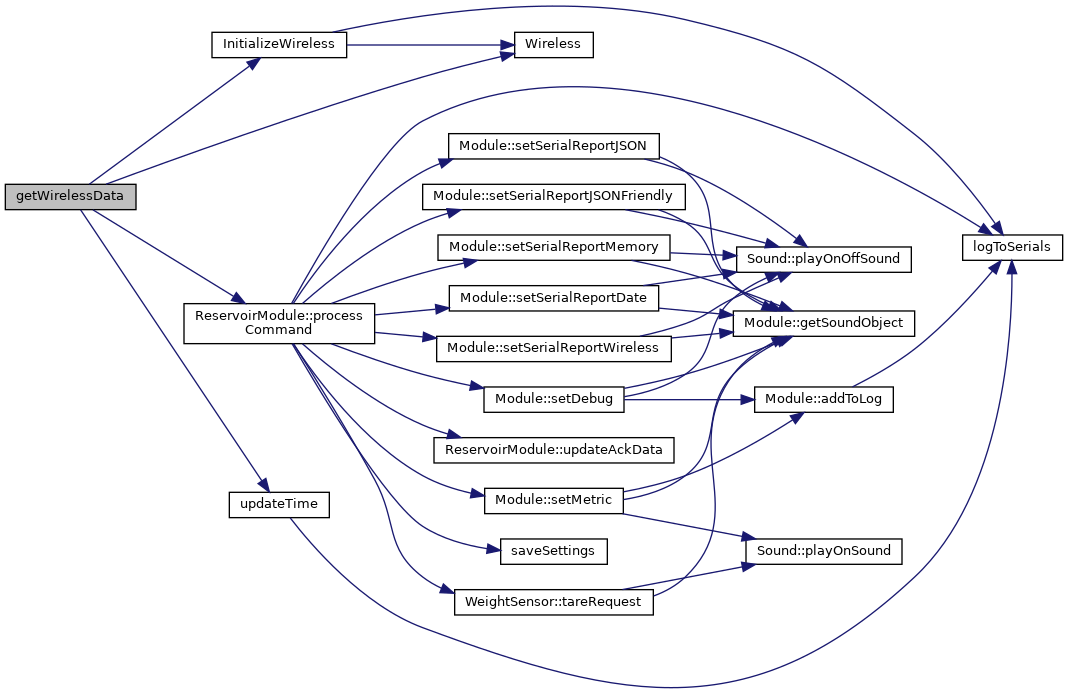 InitializeWireless
Wireless
Module::setSerialReportJSON
getWirelessData
Module::setSerialReportJSONFriendly
Module::setSerialReportMemory
logToSerials
Sound::playOnOffSound
Module::setSerialReportDate
ReservoirModule::process
Command
Module::getSoundObject
Module::setSerialReportWireless
Module::setDebug
Module::addToLog
ReservoirModule::updateAckData
Module::setMetric
updateTime
saveSettings
Sound::playOnSound
WeightSensor::tareRequest